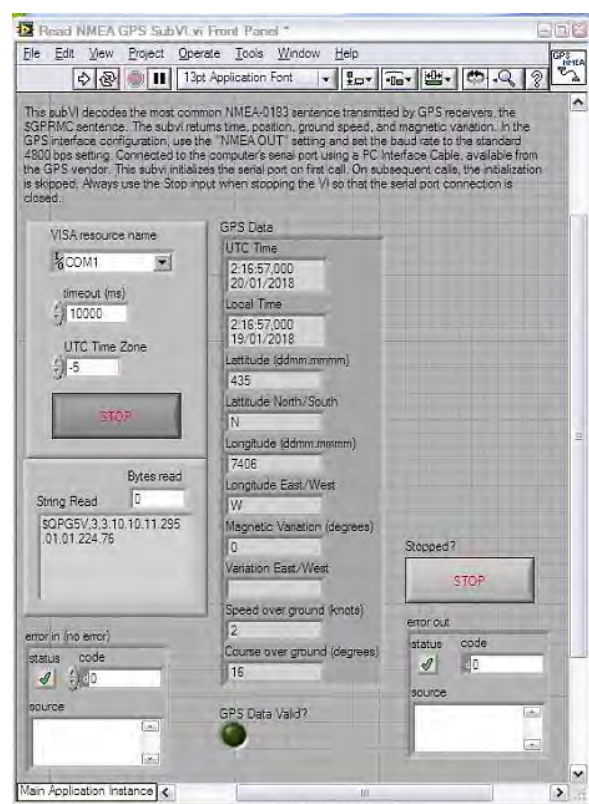 Read NMEA GPS SubVI.vi Front Panel *
File Edit View Project Operate Tools Window Help
13pt Application Font
GPS
NMEA
This subVI decodes the most common NMEA-0183 sentence transmitted
by GPS receivers, the
$GPRMC sentence. The subvi returns time, position, ground speed, and magnetic variation. In the
GPS interface configuration, use the "NMEA OUT" setting and set the baud rate to the standard
4800 bps setting. Connected to the computer's serial port using a PC Interface Cable, available from
the GPS vendor. This subvi initializes the serial port on first call. On subsequent calls, the initialization
is skipped. Always use the Stop input when stopping the VI so that the serial port connection is
closed.
VISA resource name
COM1
timeout (ms)
10000
UTC Time Zone
-5
STOP
Bytes read
0
String Read
$QPG5V,3,3.10.10.11.295
.01.01.224.76
error in (no error)
status code
d0
source
GPS Data
UTC Time
2:16:57,000
20/01/2018
Local Time
2:16:57,000
19/01/2018
Lattitude (ddmm.mmmm)
435
Lattitude North/South
N
Longitude (ddmm.mmmm)
7406
Longitude East/West
W
Magnetic Variation (degrees)
0
Variation East/West
Speed over ground (knots)
2
Course over ground (degrees)
16
GPS Data Valid?
Stopped?
STOP
error out
status code
d0
source
Main Application Instance